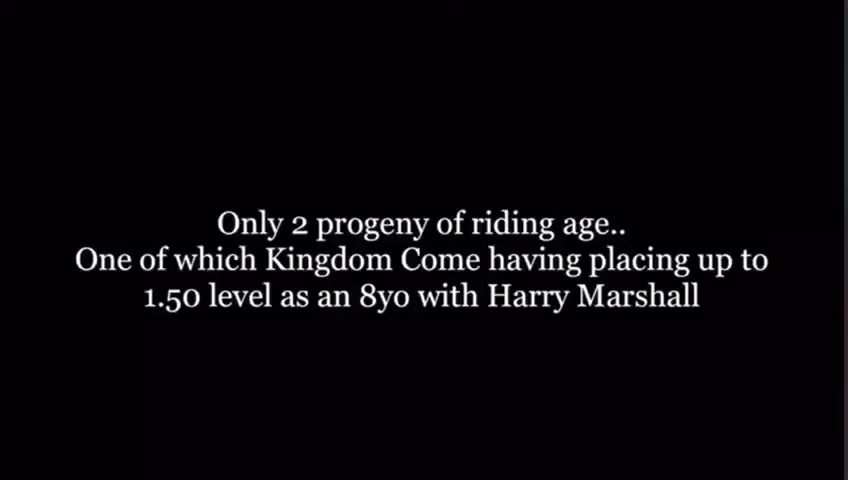 Only 2 progeny of riding age..
One of which Kingdom Come having placing up to
1.50 level as an 8yo with Harry Marshall